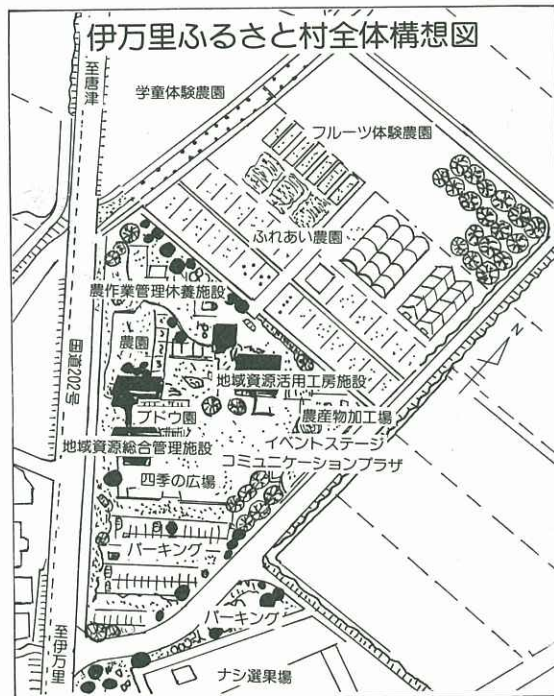 伊万里ふるさと村全体構想図
至唐津
学童体験農園
フルーツ体験農園
ふれあい農園
農作業管理休養施設
農園
国道202号
地域資源活用工房施設
ブドウ園
農産物加工場
地域資源総合管理施設
イベントステージ
コミュニケーションプラザ
四季の広場
パーキング
パーキング
至伊万里
ナシ選果場
N